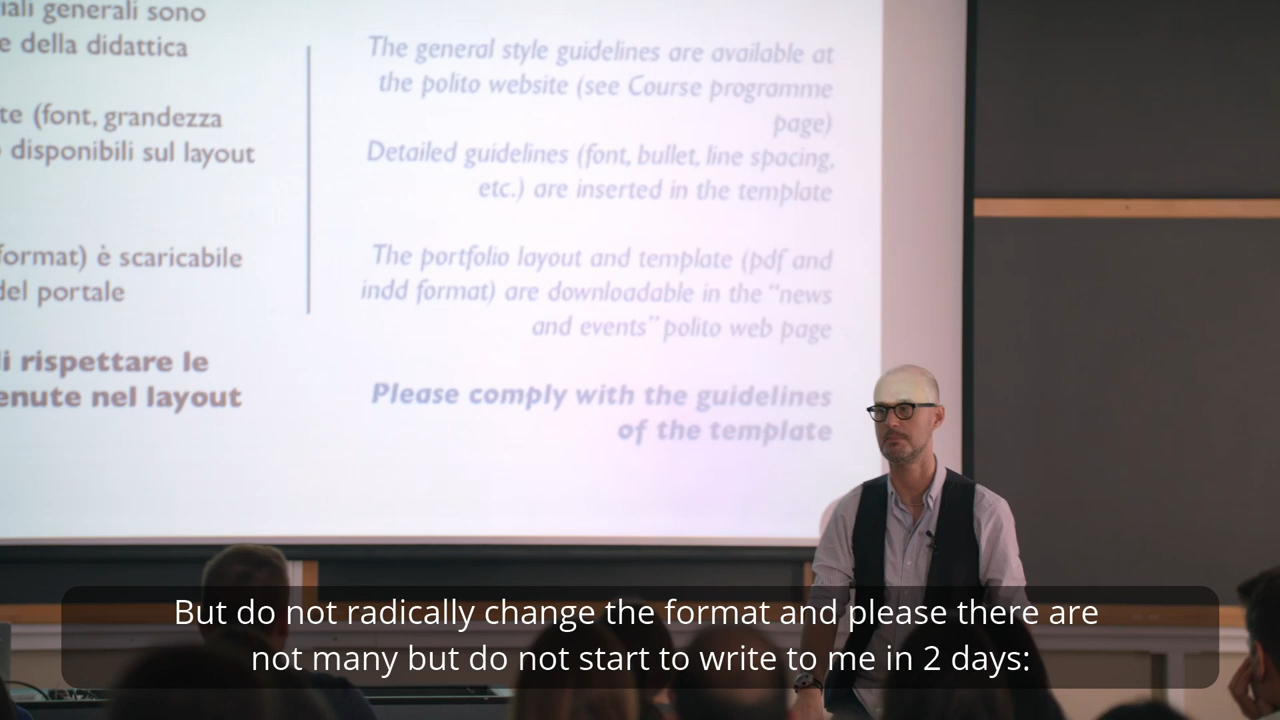 iali generali sono
e della didattica
te (font, grandezza
disponibili sul layout
format) è scaricabile
del portale
li rispettare le
enute nel layout
The general style guidelines are available at
the polito website (see Course programme
page)
Detailed guidelines (font, bullet, line spacing,
etc.) are inserted in the template
The portfolio layout and template (pdf and
indd format) are downloadable in the “news
and events” polito web page
Please comply with the guidelines
of the template
But do not radically change the format and please there are
not many but do not start to write to me in 2 days: